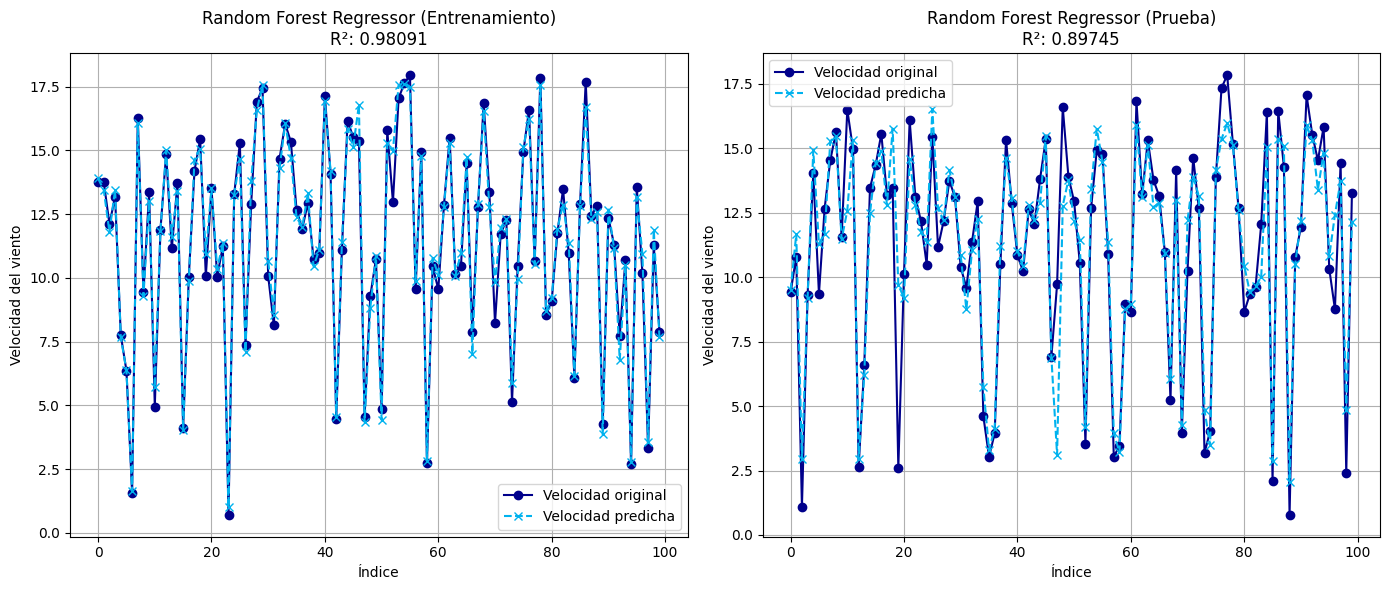 Random Forest Regressor (Entrenamiento)
R²: 0.98091
Velocidad del viento
17.5
15.0
12.5
10.0
7.5
5.0
2.5
0.0
Velocidad original
Velocidad predicha
0
20
40
60
80
100
Índice
Random Forest Regressor (Prueba)
R²: 0.89745
Velocidad original
Velocidad predicha
Velocidad del viento
17.5
15.0
12.5
10.0
7.5
5.0
2.5
0.0
0
20
40
60
80
100
Índice